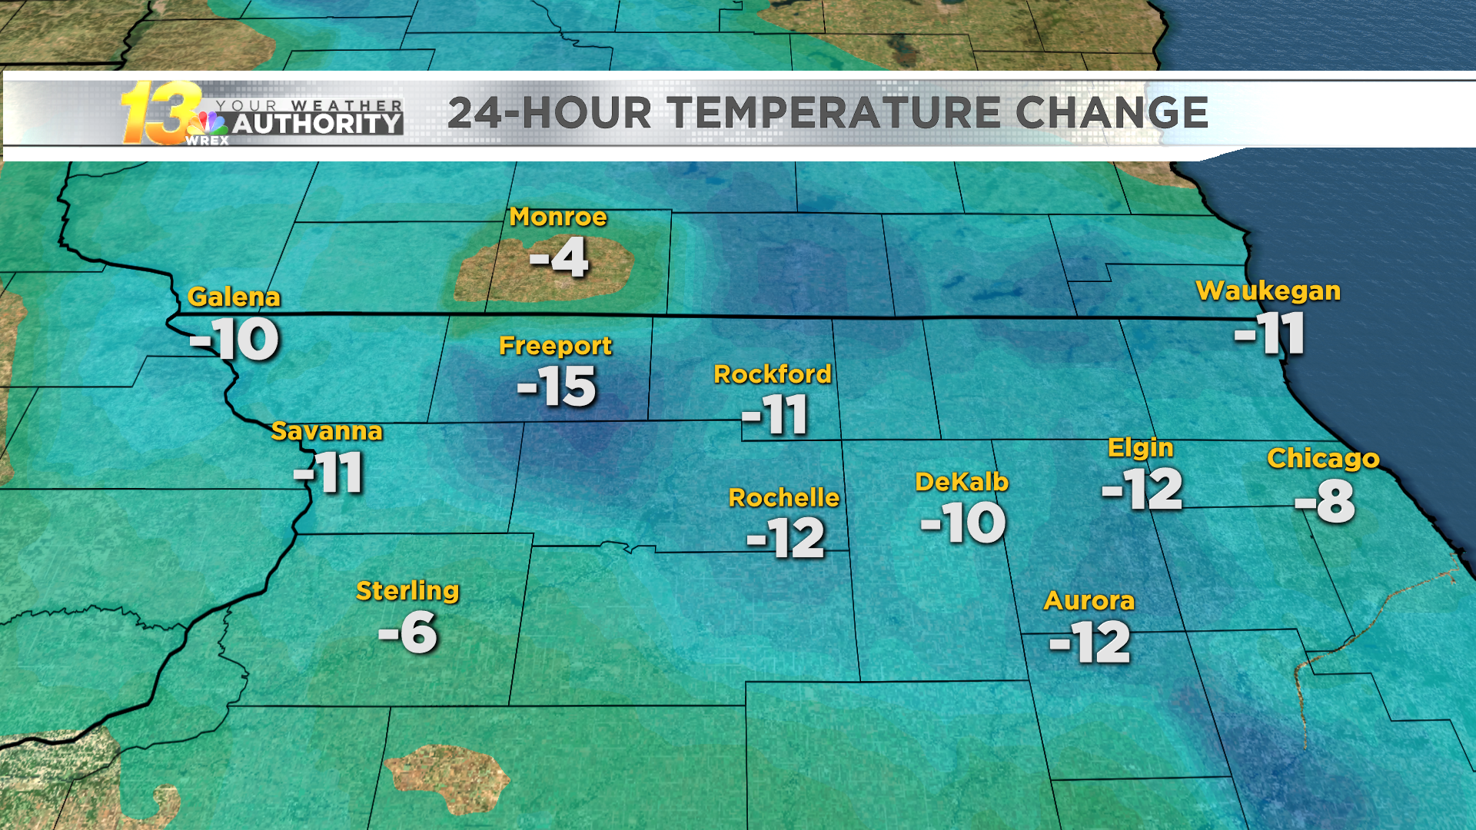 13
WREX
YOUR WEATHER
AUTHORITY
24-HOUR TEMPERATURE CHANGE
Monroe
-4
Galena
-10
Waukegan
-11
Freeport
-15
Rockford
-11
Savanna
-11
Elgin
-12
Chicago
-8
DeKalb
-10
Rochelle
-12
Sterling
-6
Aurora
-12